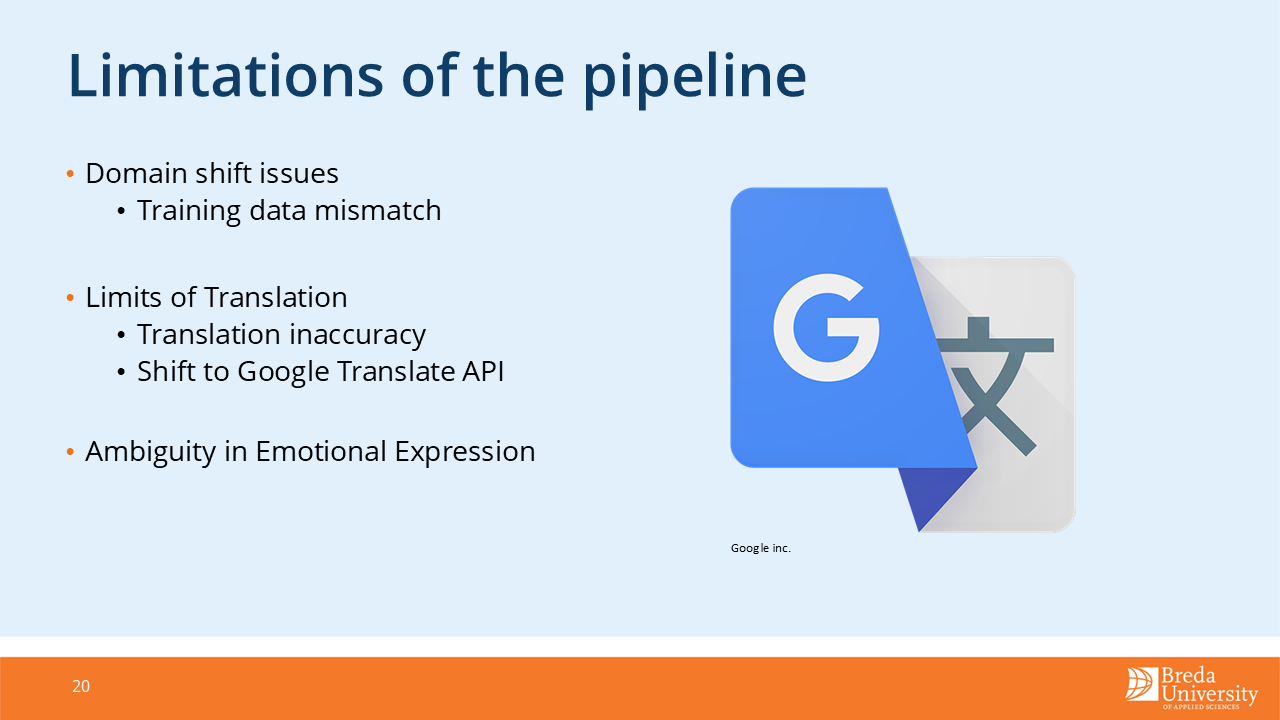 Limitations of the pipeline
• Domain shift issues
• Training data mismatch
• Limits of Translation
• Translation inaccuracy
• Shift to Google Translate API
• Ambiguity in Emotional Expression
G
文
Google inc.
20
Breda
University
OF APPLIED SCIENCES